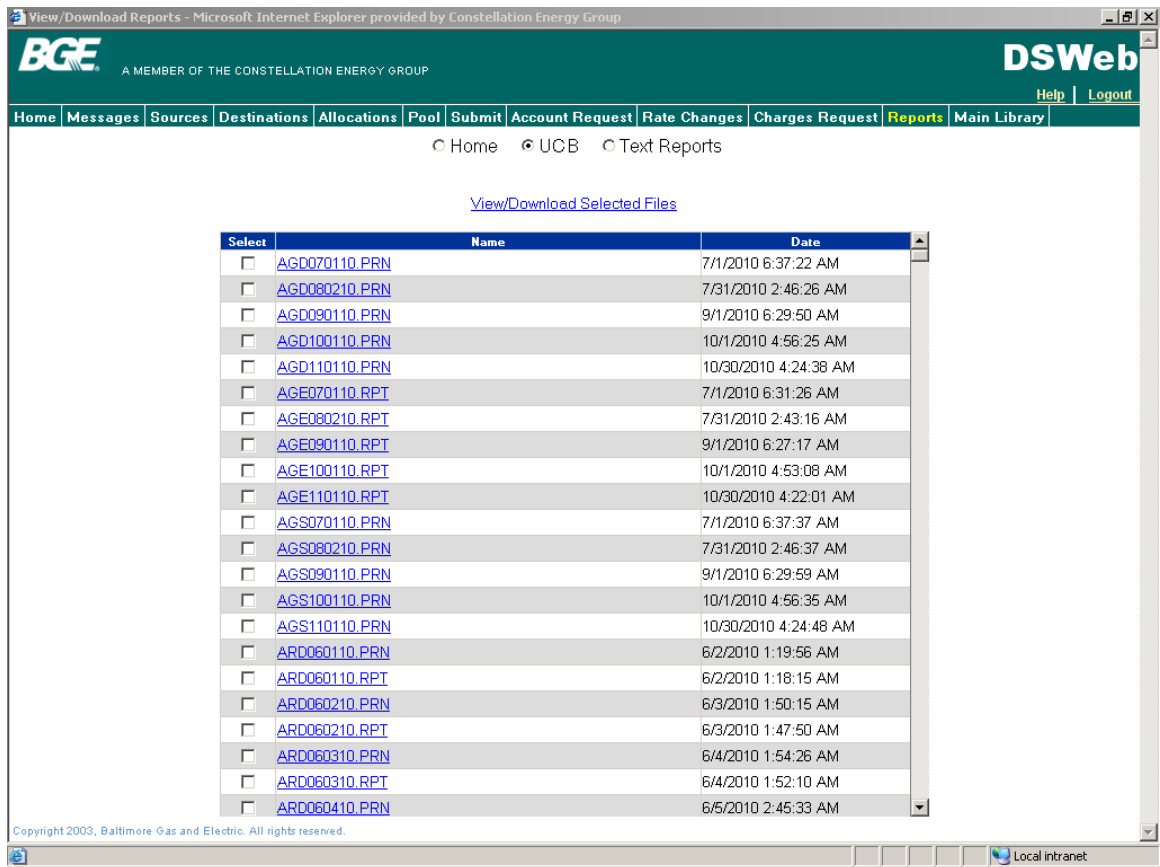 View/Download Reports - Microsoft Internet Explorer provided by Constellation Energy Group
BGE. A MEMBER OF THE CONSTELLATION ENERGY GROUP
DSWeb
Help | Logout
Home Messages Sources Destinations Allocations Pool Submit Account Request Rate Changes Charges Request Reports Main Library
Home UCB Text Reports
View/Download Selected Files
Select Name Date
AGD070110.PRN 7/1/2010 6:37:22 AM
AGD080210.PRN 7/31/2010 2:46:26 AM
AGD090110.PRN 9/1/2010 6:29:50 AM
AGD100110.PRN 10/1/2010 4:56:25 AM
AGD110110.PRN 10/30/2010 4:24:38 AM
AGE070110.RPT 7/1/2010 6:31:26 AM
AGE080210.RPT 7/31/2010 2:43:16 AM
AGE090110.RPT 9/1/2010 6:27:17 AM
AGE100110.RPT 10/1/2010 4:53:08 AM
AGE110110.RPT 10/30/2010 4:22:01 AM
AGS070110.PRN 7/1/2010 6:37:37 AM
AGS080210.PRN 7/31/2010 2:46:37 AM
AGS090110.PRN 9/1/2010 6:29:59 AM
AGS100110.PRN 10/1/2010 4:56:35 AM
AGS110110.PRN 10/30/2010 4:24:48 AM
ARD060110.PRN 6/2/2010 1:19:56 AM
ARD060110.RPT 6/2/2010 1:18:15 AM
ARD060210.PRN 6/3/2010 1:50:15 AM
ARD060210.RPT 6/3/2010 1:47:50 AM
ARD060310.PRN 6/4/2010 1:54:26 AM
ARD060310.RPT 6/4/2010 1:52:10 AM
ARD060410.PRN 6/5/2010 2:45:33 AM
Copyright 2003, Baltimore Gas and Electric. All rights reserved.
Local intranet